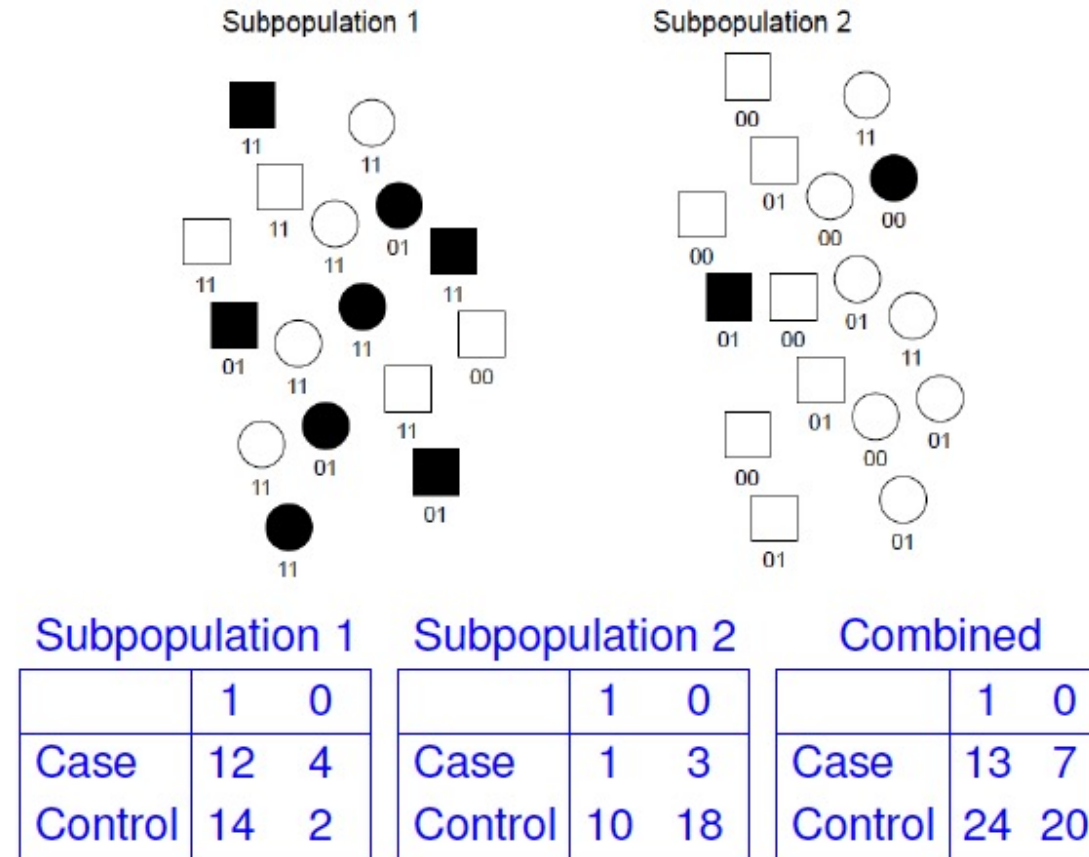 Subpopulation 1 Subpopulation 2
11 11
11 11 01
11 11
01 11 11 00
11
11 01
11 01
11
00 11
01 00 00
00
01 00 01 11
01 00 01
00
01 01
Subpopulation 1 Subpopulation 2 Combined
1 0 1 0 1 0
Case 12 4 Case 1 3 Case 13 7
Control 14 2 Control 10 18 Control 24 20